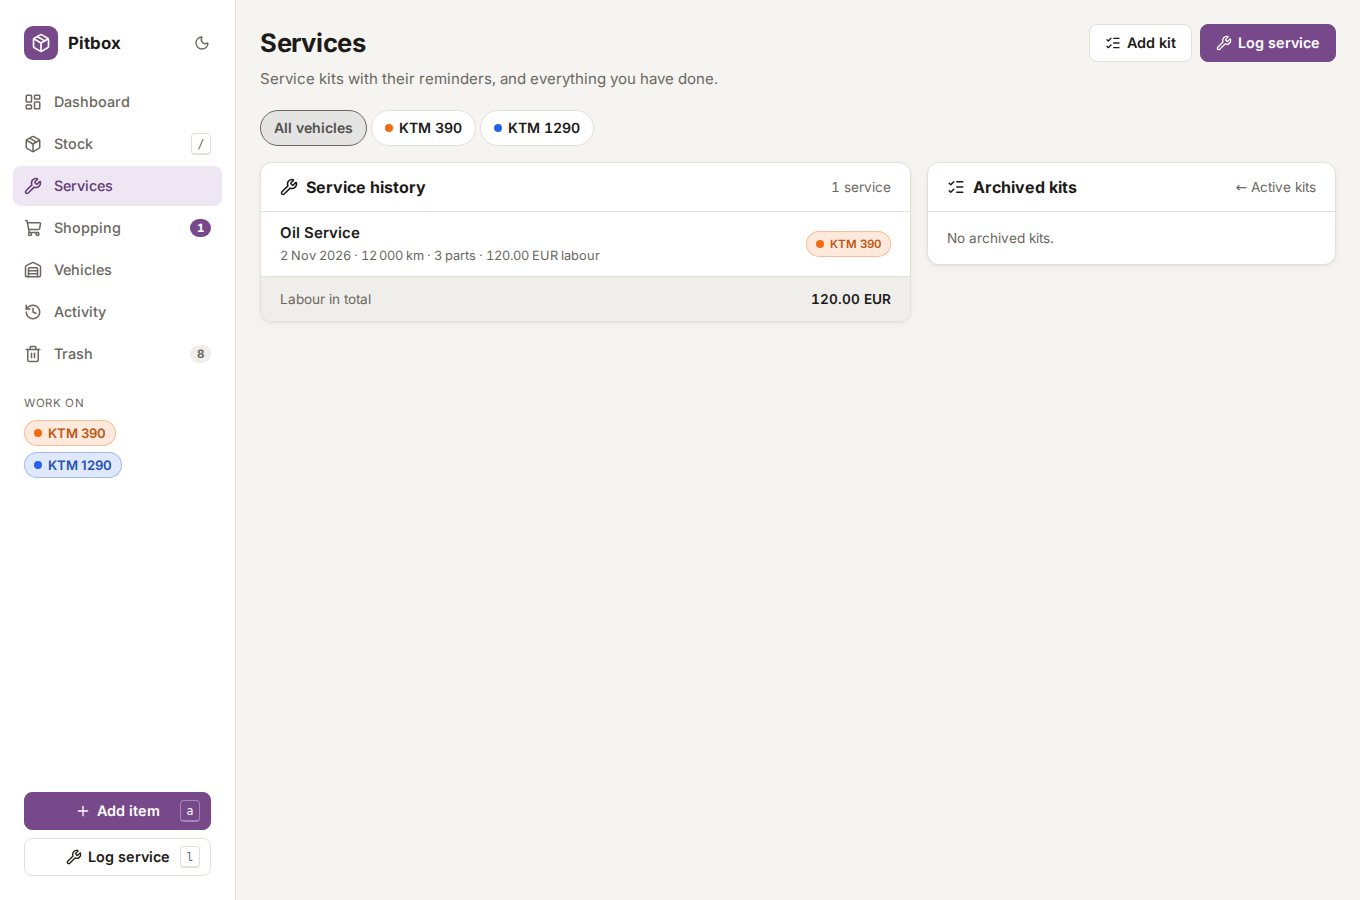 Pitbox
Dashboard
Stock /
Services
Shopping 1
Vehicles
Activity
Trash 8
WORK ON
KTM 390
KTM 1290
Add item a
Log service l
Services
Service kits with their reminders, and everything you have done.
Add kit
Log service
All vehicles KTM 390 KTM 1290
Service history 1 service
Oil Service
2 Nov 2026 · 12 000 km · 3 parts · 120.00 EUR labour
KTM 390
Labour in total 120.00 EUR
Archived kits ← Active kits
No archived kits.